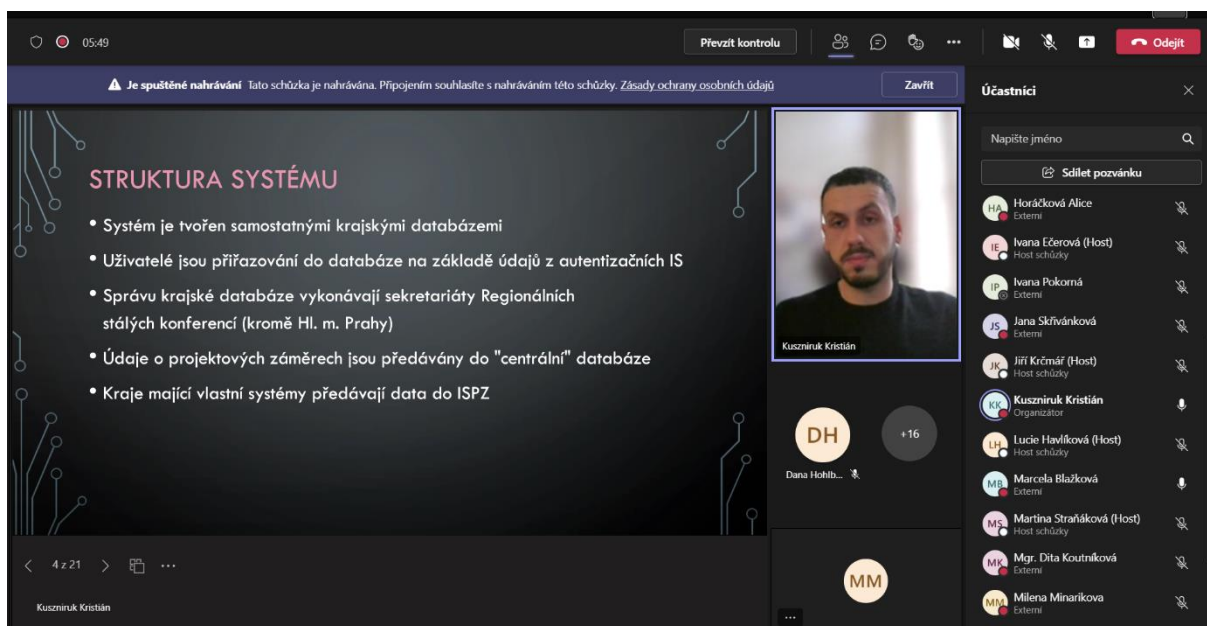 05:49
Převzít kontrolu
Odejít
Je spuštěné nahrávání Tato schůzka je nahrávána. Připojením souhlasíte s nahráváním této schůzky. Zásady ochrany osobních údajů
Zavřít
STRUKTURA SYSTÉMU
• Systém je tvořen samostatnými krajskými databázemi
• Uživatelé jsou přiřazování do databáze na základě údajů z autentizačních IS
• Správu krajské databáze vykonávají sekretariáty Regionálních
stálých konferencí (kromě Hl. m. Prahy)
• Údaje o projektových záměrech jsou předávány do "centrální" databáze
• Kraje mající vlastní systémy předávají data do ISPZ
4 z 21
Kuszniruk Kristián
Kuszniruk Kristián
DH
+16
Dana Hohlb...
MM
Účastníci
Napište jméno
Sdílet pozvánku
HA
Horáčková Alice
Externí
IE
Ivana Ečerová (Host)
Host schůzky
IP
Ivana Pokorná
Externí
JS
Jana Skřivánková
Externí
JK
Jiří Krčmář (Host)
Host schůzky
KK
Kuszniruk Kristián
Organizátor
LH
Lucie Havlíková (Host)
Host schůzky
MB
Marcela Blažková
Externí
MS
Martina Straňáková (Host)
Host schůzky
MK
Mgr. Dita Koutníková
Externí
MM
Milena Minarikova
Externí